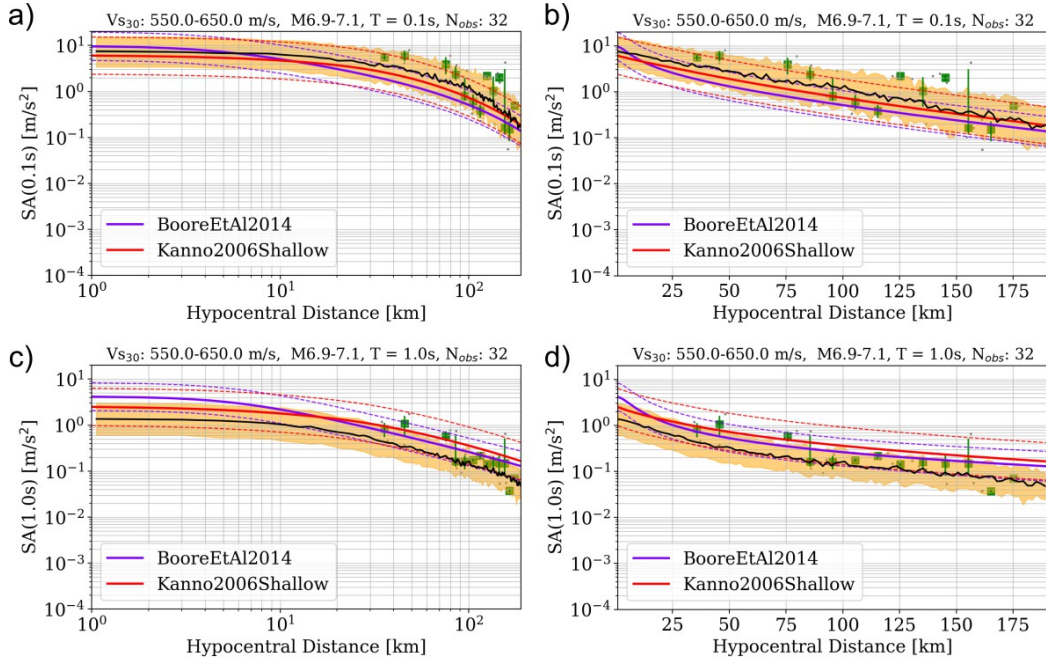 a)
Vs30: 550.0-650.0 m/s, M6.9-7.1, T = 0.1s, Nobs: 32
10¹
10⁰
10⁻¹
10⁻²
10⁻³
10⁻⁴
SA(0.1s) [m/s²]
BooreEtAl2014
Kanno2006Shallow
10⁰
10¹
10²
Hypocentral Distance [km]
b)
Vs30: 550.0-650.0 m/s, M6.9-7.1, T = 0.1s, Nobs: 32
10¹
10⁰
10⁻¹
10⁻²
10⁻³
10⁻⁴
SA(0.1s) [m/s²]
BooreEtAl2014
Kanno2006Shallow
25 50 75 100 125 150 175
Hypocentral Distance [km]
c)
Vs30: 550.0-650.0 m/s, M6.9-7.1, T = 1.0s, Nobs: 32
10¹
10⁰
10⁻¹
10⁻²
10⁻³
10⁻⁴
SA(1.0s) [m/s²]
BooreEtAl2014
Kanno2006Shallow
10⁰
10¹
10²
Hypocentral Distance [km]
d)
Vs30: 550.0-650.0 m/s, M6.9-7.1, T = 1.0s, Nobs: 32
10¹
10⁰
10⁻¹
10⁻²
10⁻³
10⁻⁴
SA(1.0s) [m/s²]
BooreEtAl2014
Kanno2006Shallow
25 50 75 100 125 150 175
Hypocentral Distance [km]